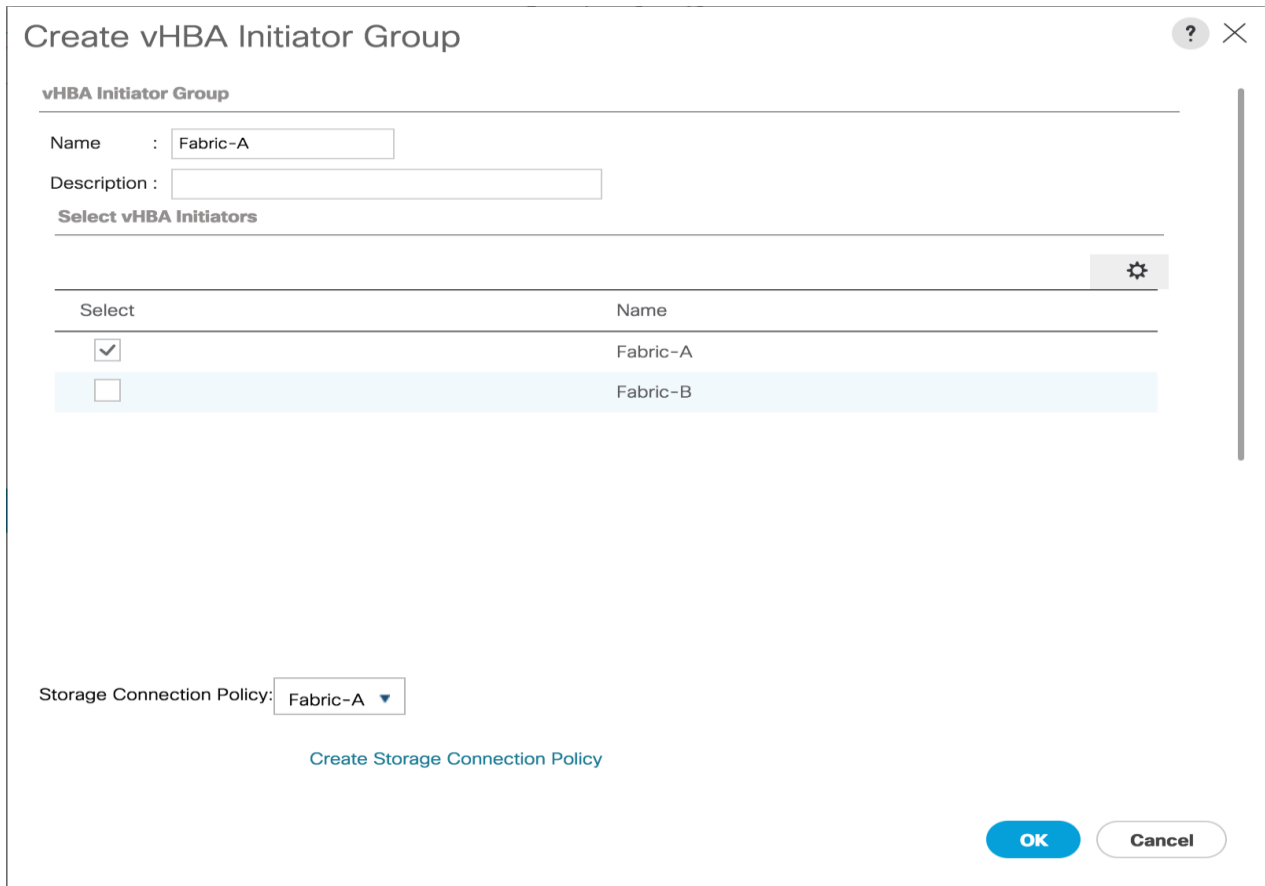 Create vHBA Initiator Group
?
vHBA Initiator Group
Name : Fabric-A
Description :
Select vHBA Initiators
Select Name
Fabric-A
Fabric-B
Storage Connection Policy: Fabric-A
Create Storage Connection Policy
OK Cancel